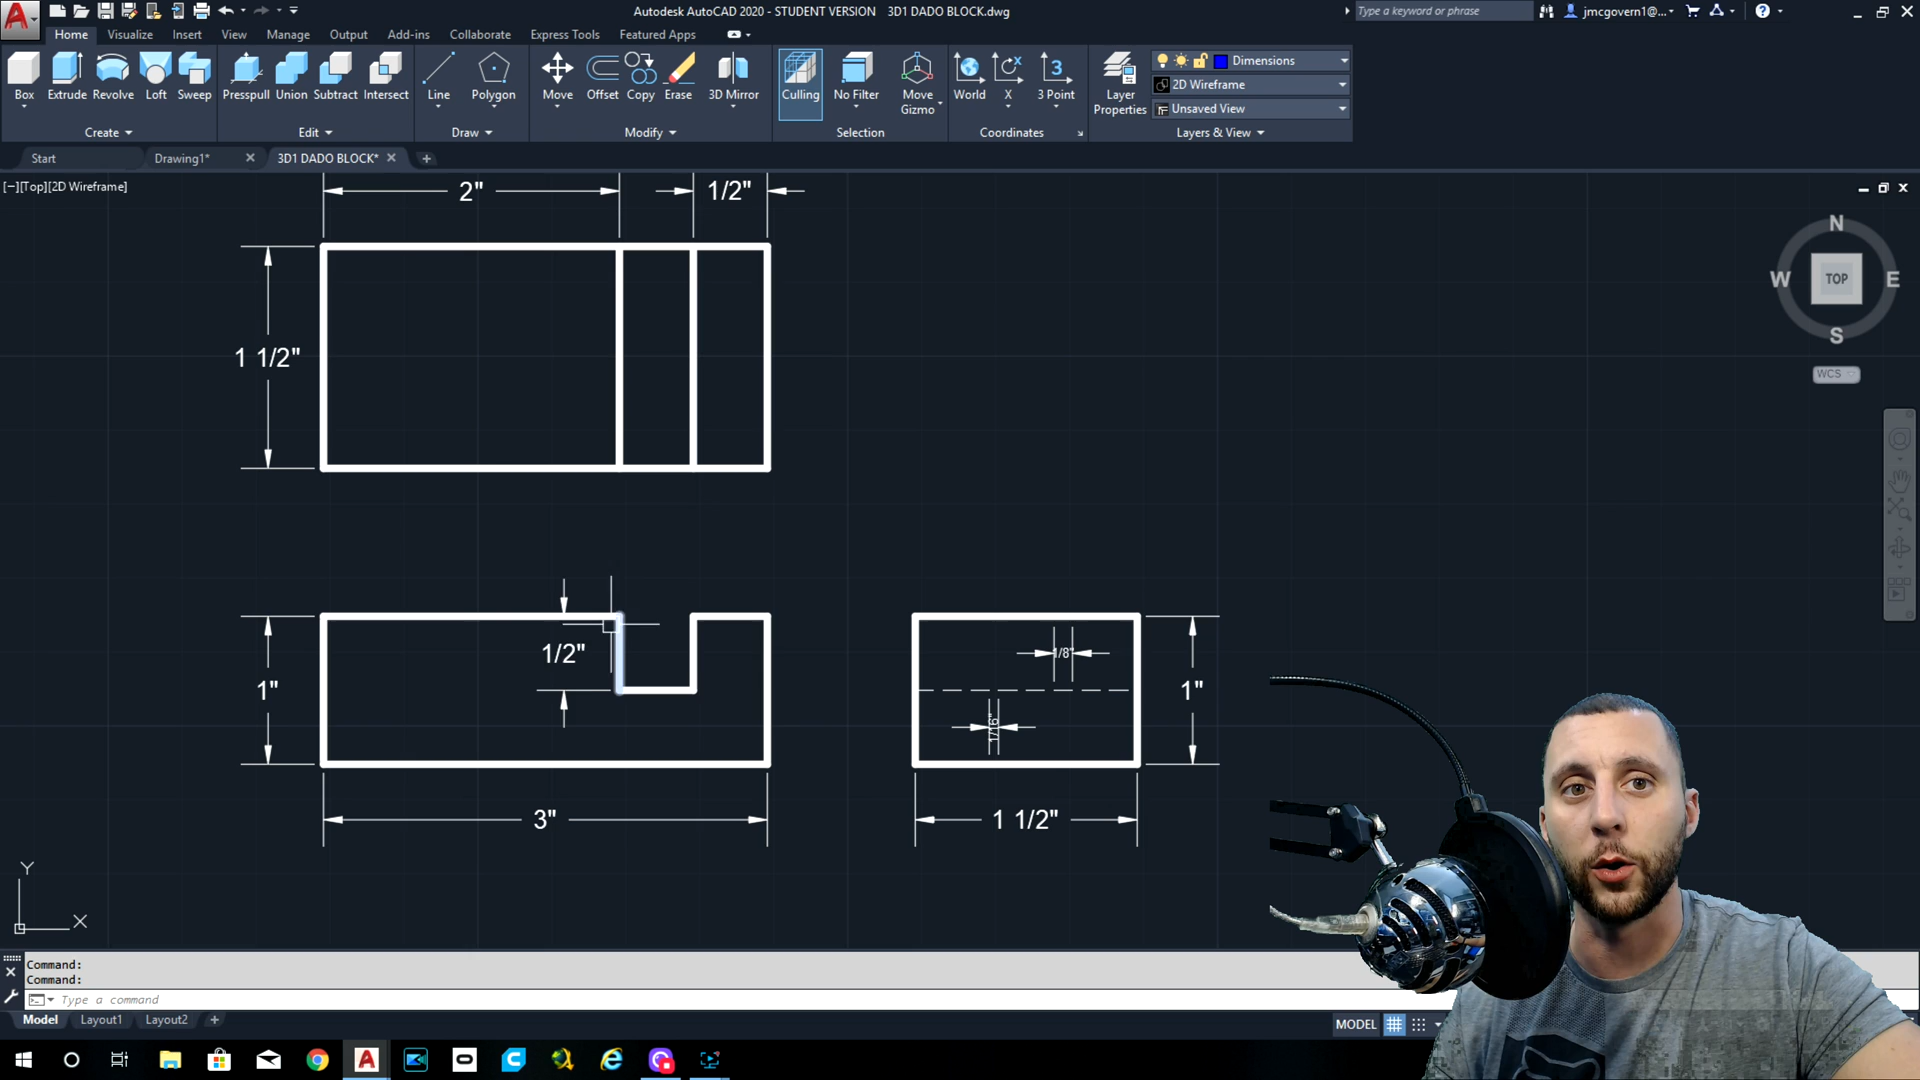 Autodesk AutoCAD 2020 - STUDENT VERSION 3D1 DADO BLOCK.dwg
Type a keyword or phrase
jmcgovern1@...
Home Insert View Manage Output Add-ins Collaborate Express Tools Featured Apps
Visualize
Box Extrude Revolve Loft Sweep Presspull Union Subtract Intersect Line Polygon Move Offset Copy Erase 3D Mirror Culling No Filter Move Gizmo World X 3 Point Layer Properties
Dimensions
2D Wireframe
Unsaved View
Create Edit Draw Modify Selection Coordinates Layers & View
Start Drawing1* 3D1 DADO BLOCK*
[−][Top][2D Wireframe]
2" 1/2"
N
W TOP E
S
WCS
1 1/2"
1/2" 1/8"
1" 1"
1/16"
3" 1 1/2"
Y
X
Command:
Command:
Type a command
Model Layout1 Layout2
MODEL